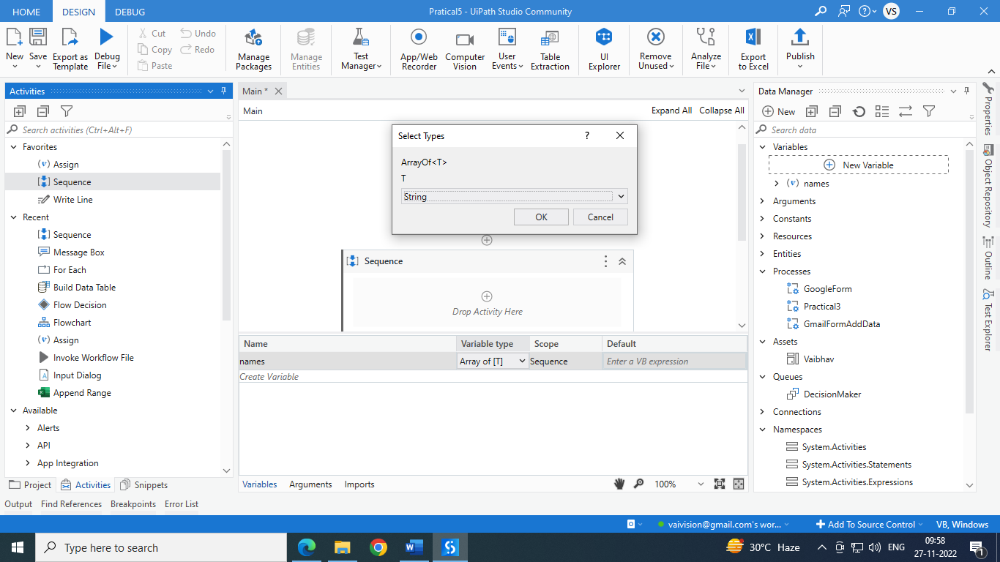 HOME DESIGN DEBUG Pratical5 - UiPath Studio Community VS
New Save Export as Template Debug File
Cut Copy Paste Undo Redo
Manage Packages Manage Entities Test Manager
App/Web Recorder Computer Vision User Events Table Extraction
UI Explorer Remove Unused Analyze File Export to Excel Publish
Activities
Search activities (Ctrl+Alt+F)
Favorites
Assign
Sequence
Write Line
Recent
Sequence
Message Box
For Each
Build Data Table
Flow Decision
Flowchart
Assign
Invoke Workflow File
Input Dialog
Append Range
Available
Alerts
API
App Integration
Project Activities Snippets
Main *
Main Expand All Collapse All
Select Types ?
ArrayOf<T>
T
String
OK Cancel
Sequence
Drop Activity Here
Name Variable type Scope Default
names Array of [T] Sequence Enter a VB expression
Create Variable
Variables Arguments Imports 100%
Data Manager
New
Search data
Variables
New Variable
names
Arguments
Constants
Resources
Entities
Processes
GoogleForm
Practical3
GmailFormAddData
Assets
Vaibhav
Queues
DecisionMaker
Connections
Namespaces
System.Activities
System.Activities.Statements
System.Activities.Expressions
Properties
Object Repository
Outline
Test Explorer
Output Find References Breakpoints Error List
vaivision@gmail.com's wor... Add To Source Control VB, Windows
Type here to search 30°C Haze ENG 09:58
27-11-2022 1